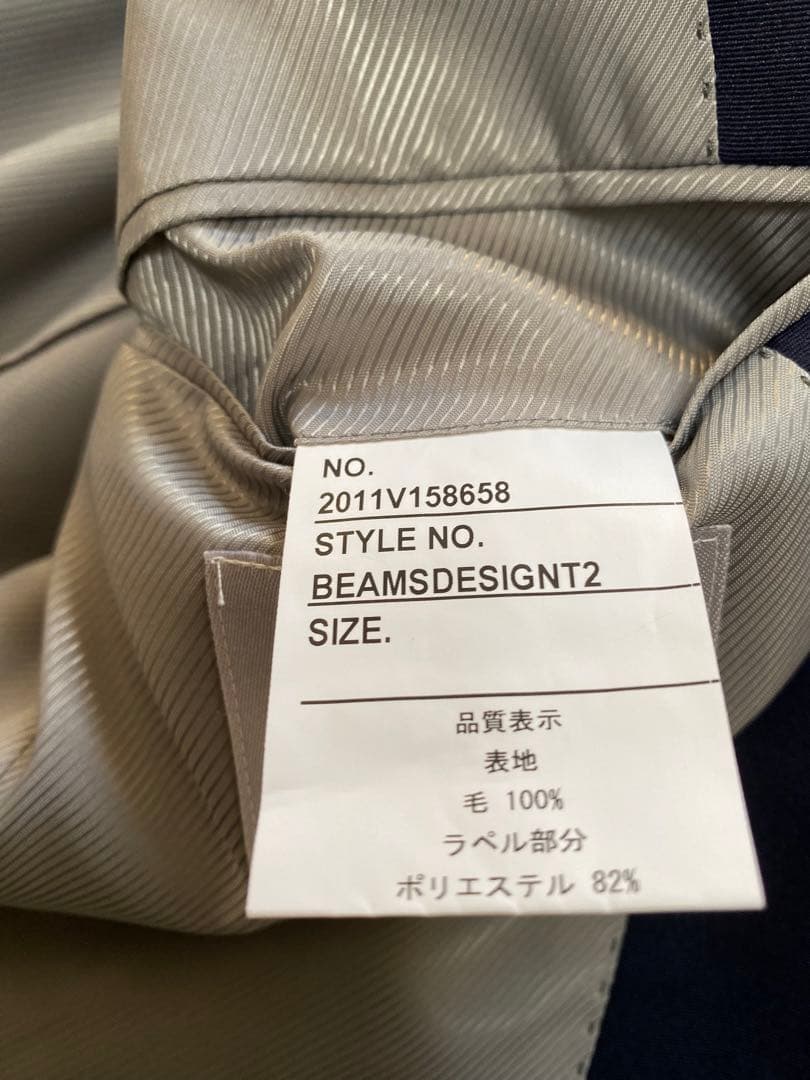 NO.
2011V158658
STYLE NO.
BEAMSDESIGNT2
SIZE.
品質表示
表地
毛 100%
ラペル部分
ポリエステル 82%